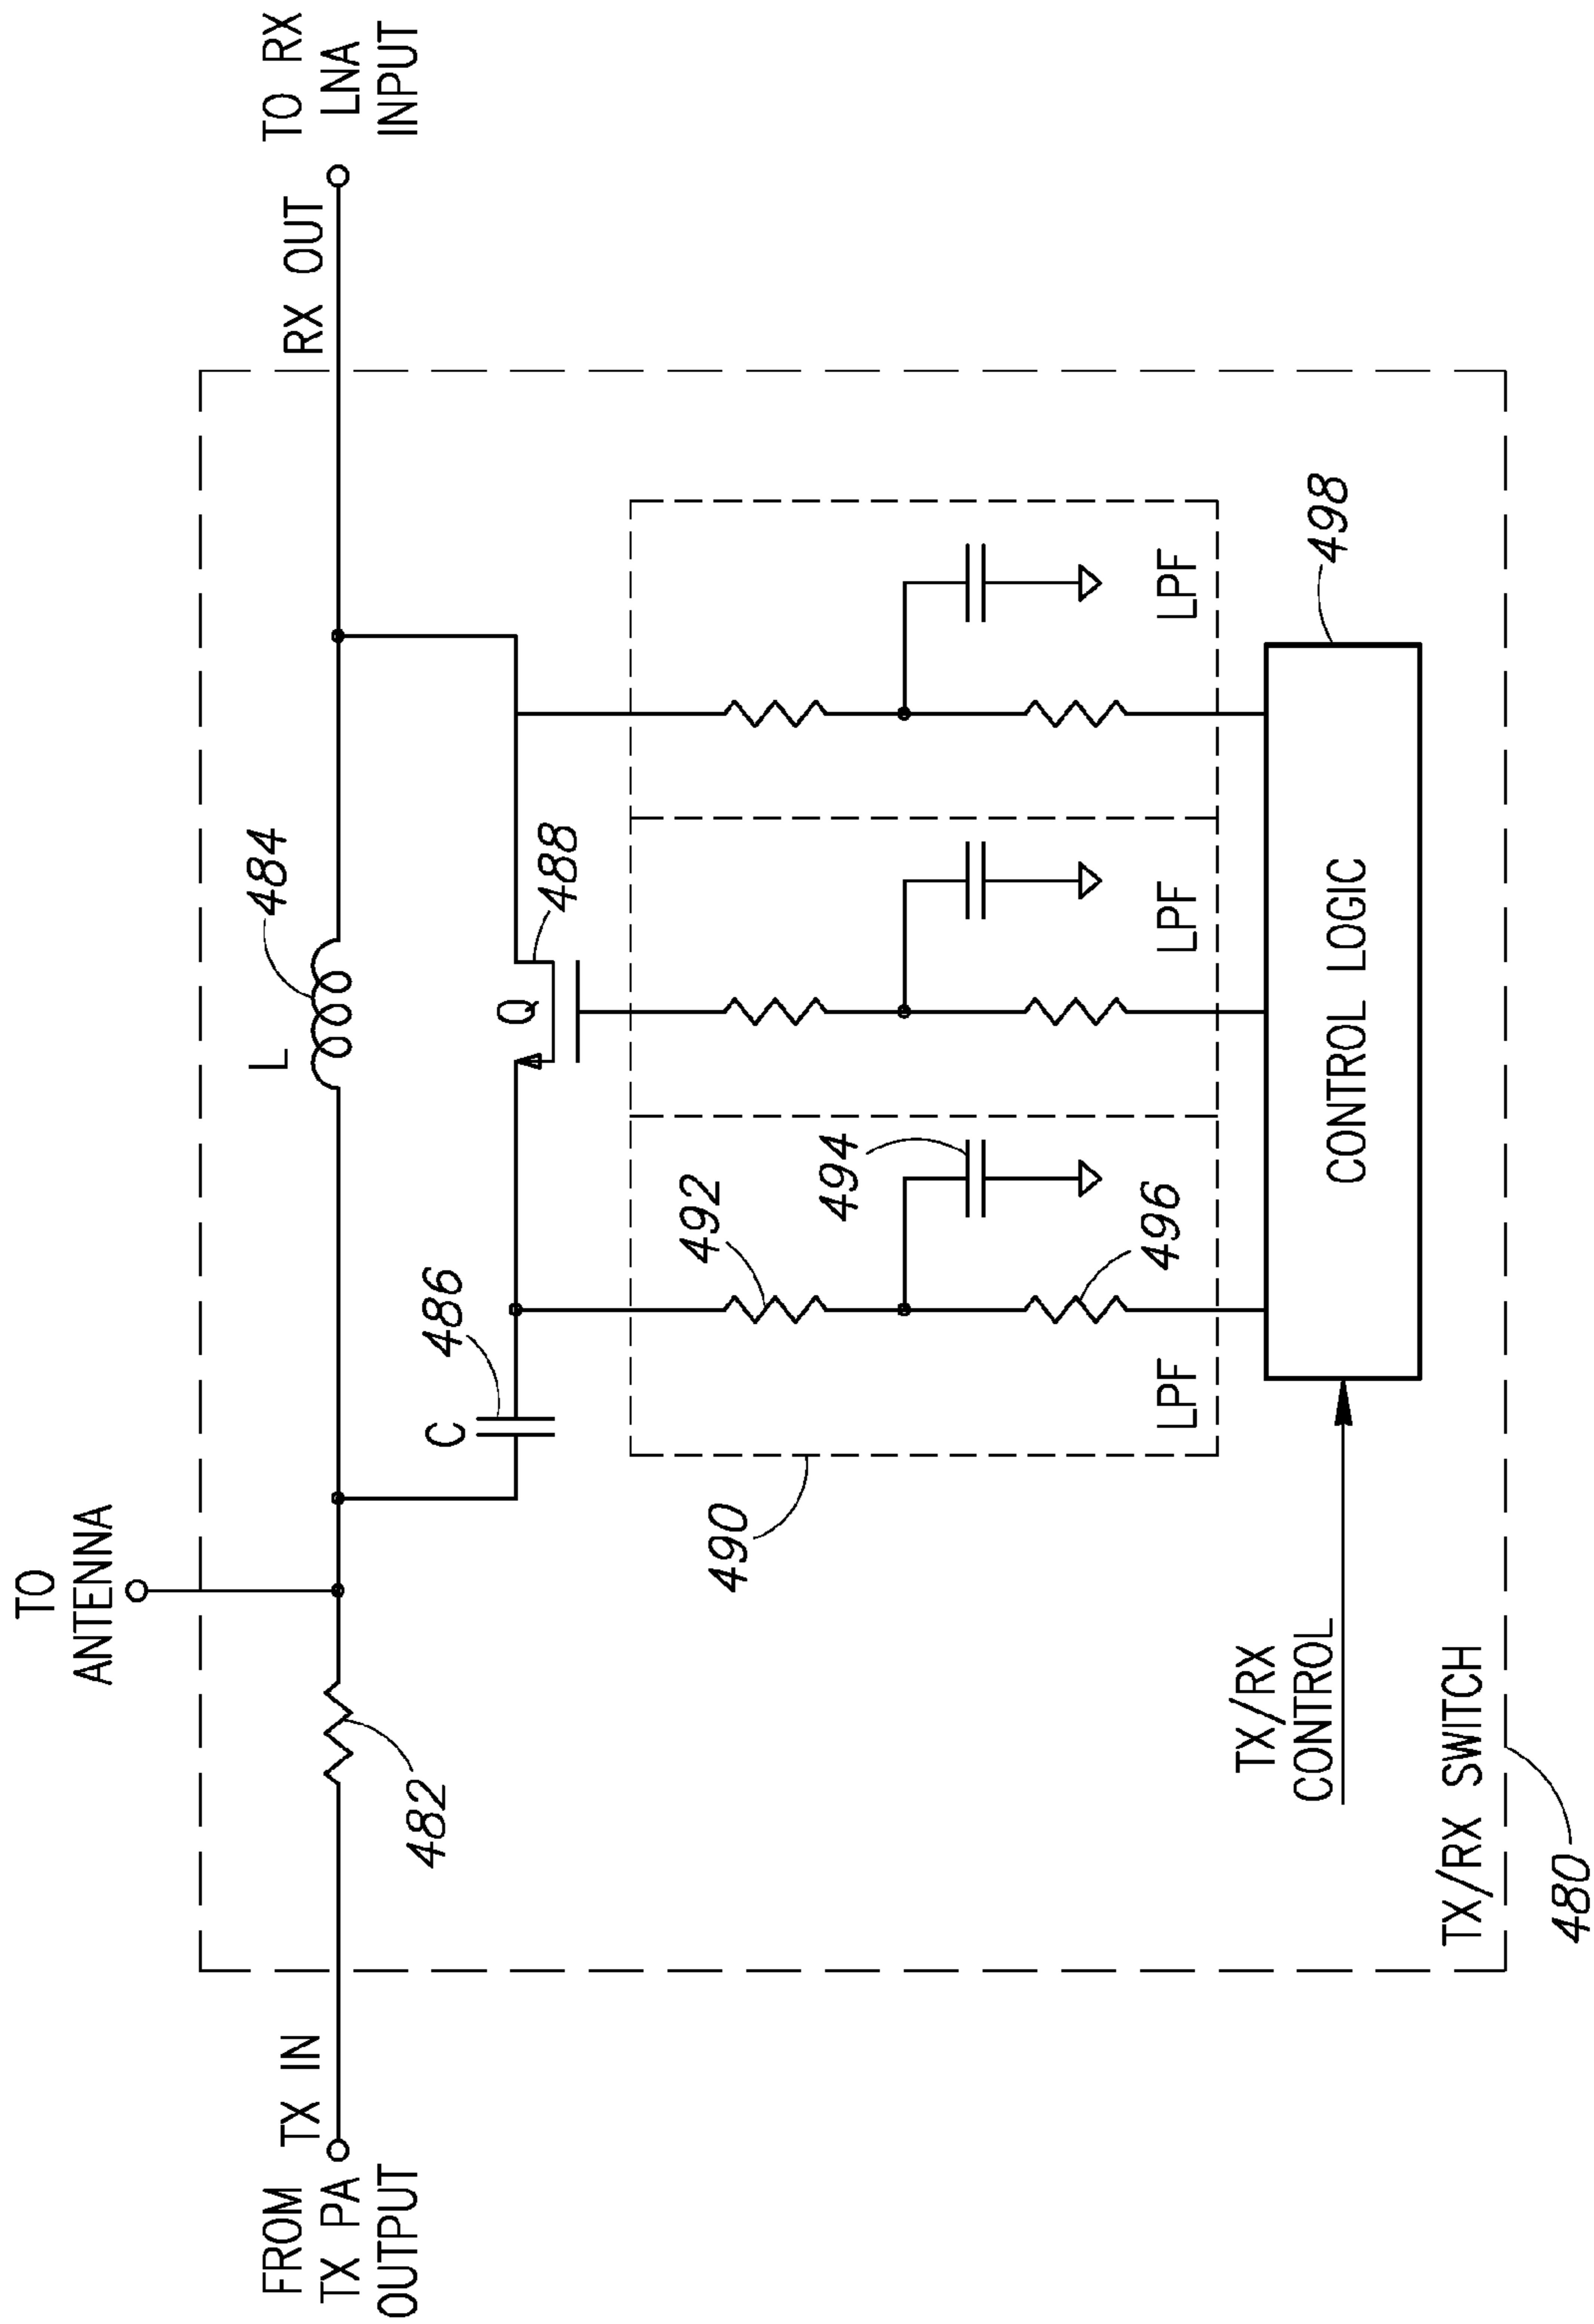 TO
ANTENNA
FROM
TX PA
OUTPUT
TX IN
482
L
484
RX OUT
TO RX
LNA
INPUT
C
486
Q
488
490
492
494
496
LPF
LPF
LPF
TX/RX
CONTROL
CONTROL LOGIC
498
TX/RX SWITCH
480